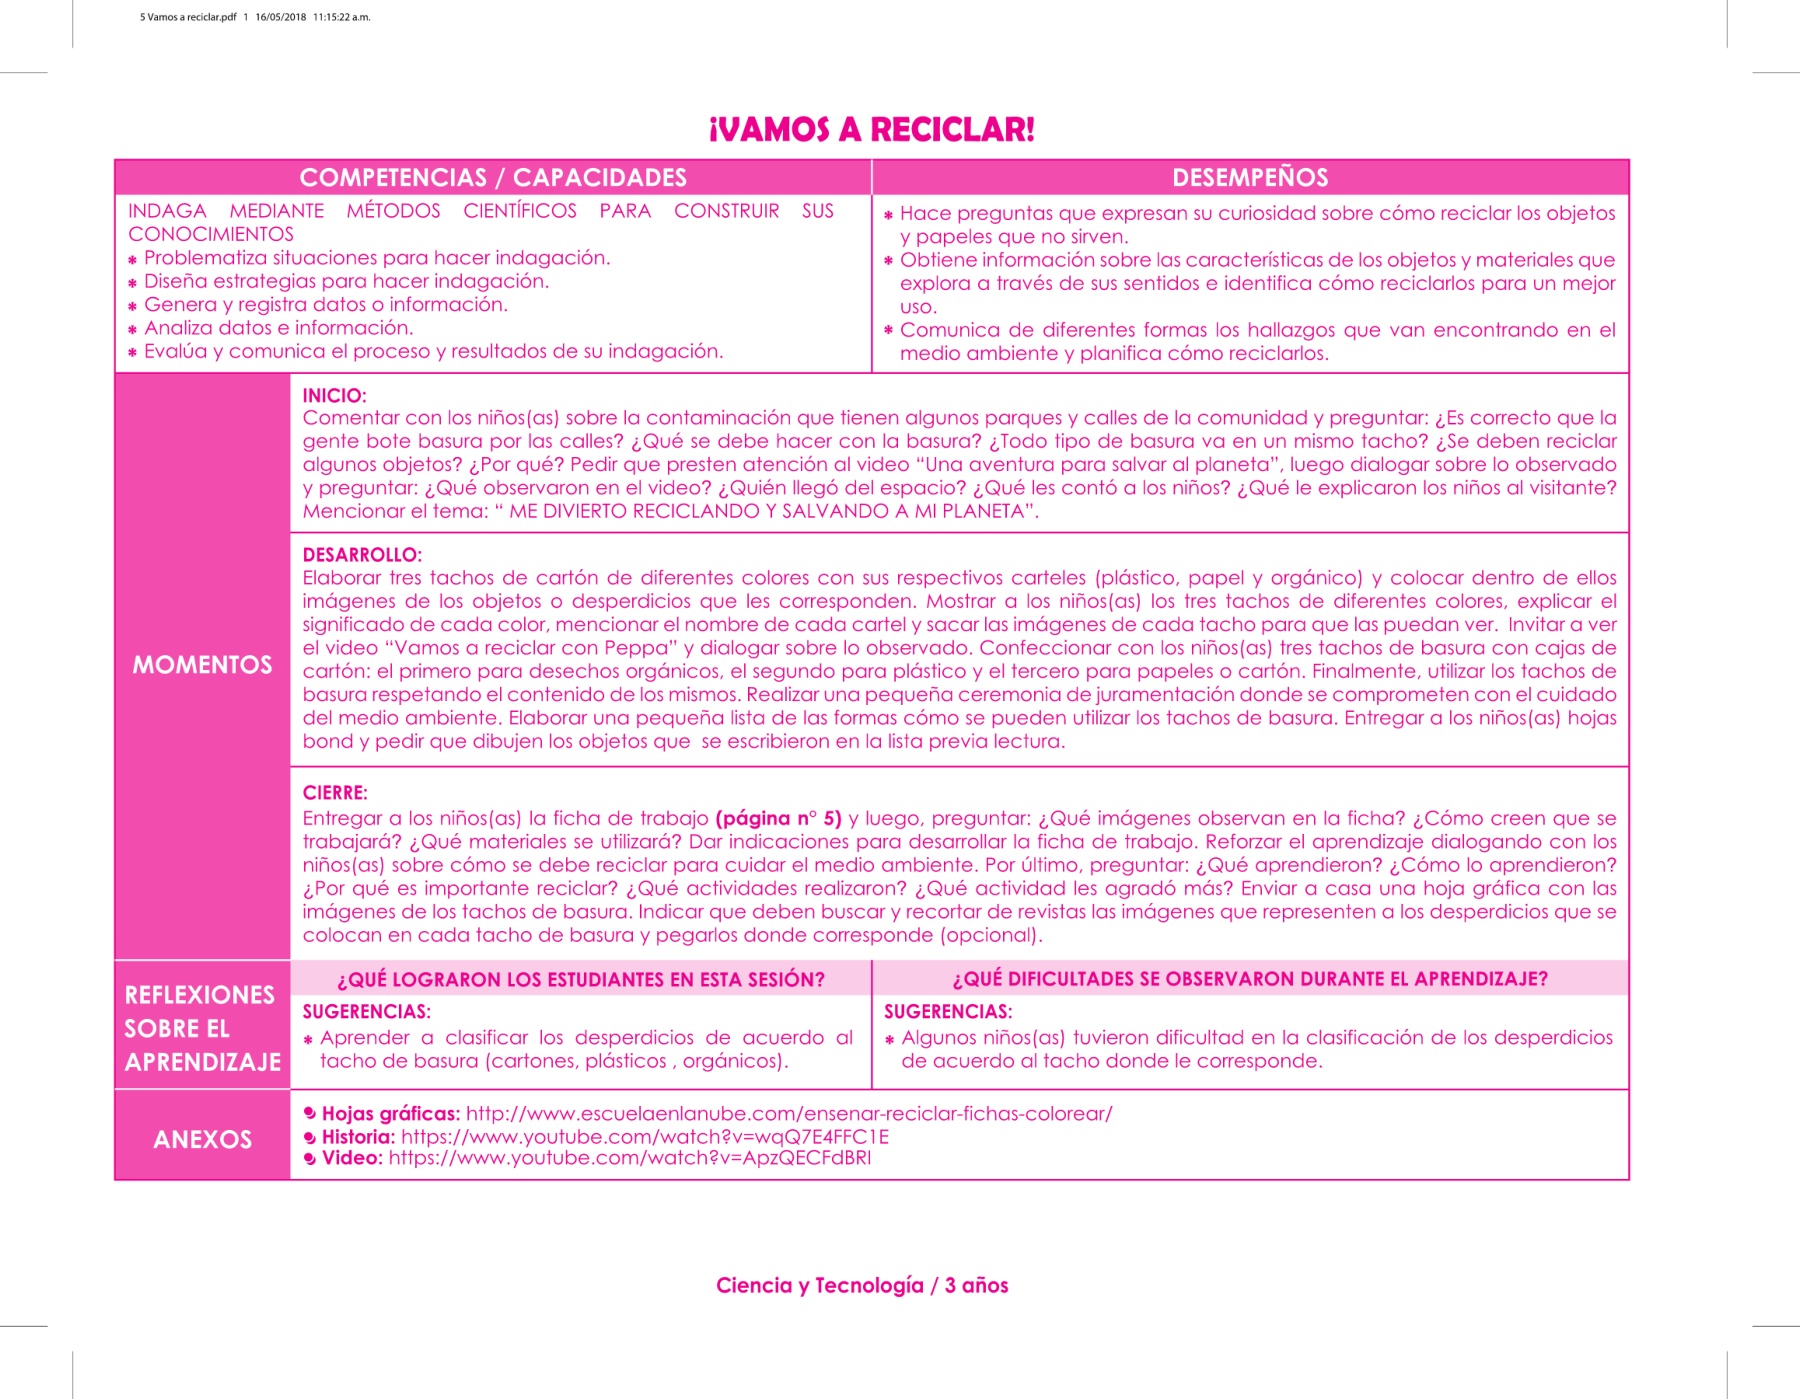 5 Vamos a reciclar.pdf 1 16/05/2018 11:15:22 a.m.
¡VAMOS A RECICLAR!
COMPETENCIAS / CAPACIDADES
DESEMPEÑOS
INDAGA MEDIANTE MÉTODOS CIENTÍFICOS PARA CONSTRUIR SUS
CONOCIMIENTOS
* Problematiza situaciones para hacer indagación.
* Diseña estrategias para hacer indagación.
* Genera y registra datos o información.
* Analiza datos e información.
* Evalúa y comunica el proceso y resultados de su indagación.
* Hace preguntas que expresan su curiosidad sobre cómo reciclar los objetos
y papeles que no sirven.
* Obtiene información sobre las características de los objetos y materiales que
explora a través de sus sentidos e identifica cómo reciclarlos para un mejor
uso.
* Comunica de diferentes formas los hallazgos que van encontrando en el
medio ambiente y planifica cómo reciclarlos.
MOMENTOS
INICIO:
Comentar con los niños(as) sobre la contaminación que tienen algunos parques y calles de la comunidad y preguntar: ¿Es correcto que la
gente bote basura por las calles? ¿Qué se debe hacer con la basura? ¿Todo tipo de basura va en un mismo tacho? ¿Se deben reciclar
algunos objetos? ¿Por qué? Pedir que presten atención al video “Una aventura para salvar al planeta”, luego dialogar sobre lo observado
y preguntar: ¿Qué observaron en el video? ¿Quién llegó del espacio? ¿Qué les contó a los niños? ¿Qué le explicaron los niños al visitante?
Mencionar el tema: “ ME DIVIERTO RECICLANDO Y SALVANDO A MI PLANETA”.
DESARROLLO:
Elaborar tres tachos de cartón de diferentes colores con sus respectivos carteles (plástico, papel y orgánico) y colocar dentro de ellos
imágenes de los objetos o desperdicios que les corresponden. Mostrar a los niños(as) los tres tachos de diferentes colores, explicar el
significado de cada color, mencionar el nombre de cada cartel y sacar las imágenes de cada tacho para que las puedan ver. Invitar a ver
el video “Vamos a reciclar con Peppa” y dialogar sobre lo observado. Confeccionar con los niños(as) tres tachos de basura con cajas de
cartón: el primero para desechos orgánicos, el segundo para plástico y el tercero para papeles o cartón. Finalmente, utilizar los tachos de
basura respetando el contenido de los mismos. Realizar una pequeña ceremonia de juramentación donde se comprometen con el cuidado
del medio ambiente. Elaborar una pequeña lista de las formas cómo se pueden utilizar los tachos de basura. Entregar a los niños(as) hojas
bond y pedir que dibujen los objetos que se escribieron en la lista previa lectura.
CIERRE:
Entregar a los niños(as) la ficha de trabajo (página n° 5) y luego, preguntar: ¿Qué imágenes observan en la ficha? ¿Cómo creen que se
trabajará? ¿Qué materiales se utilizará? Dar indicaciones para desarrollar la ficha de trabajo. Reforzar el aprendizaje dialogando con los
niños(as) sobre cómo se debe reciclar para cuidar el medio ambiente. Por último, preguntar: ¿Qué aprendieron? ¿Cómo lo aprendieron?
¿Por qué es importante reciclar? ¿Qué actividades realizaron? ¿Qué actividad les agradó más? Enviar a casa una hoja gráfica con las
imágenes de los tachos de basura. Indicar que deben buscar y recortar de revistas las imágenes que representen a los desperdicios que se
colocan en cada tacho de basura y pegarlos donde corresponde (opcional).
REFLEXIONES
SOBRE EL
APRENDIZAJE
¿QUÉ LOGRARON LOS ESTUDIANTES EN ESTA SESIÓN?
SUGERENCIAS:
* Aprender a clasificar los desperdicios de acuerdo al
tacho de basura (cartones, plásticos , orgánicos).
¿QUÉ DIFICULTADES SE OBSERVARON DURANTE EL APRENDIZAJE?
SUGERENCIAS:
* Algunos niños(as) tuvieron dificultad en la clasificación de los desperdicios
de acuerdo al tacho donde le corresponde.
ANEXOS
Hojas gráficas: http://www.escuelaenlanube.com/ensenar-reciclar-fichas-colorear/
Historia: https://www.youtube.com/watch?v=wqQ7E4FFC1E
Video: https://www.youtube.com/watch?v=ApzQECFdBRI
Ciencia y Tecnología / 3 años